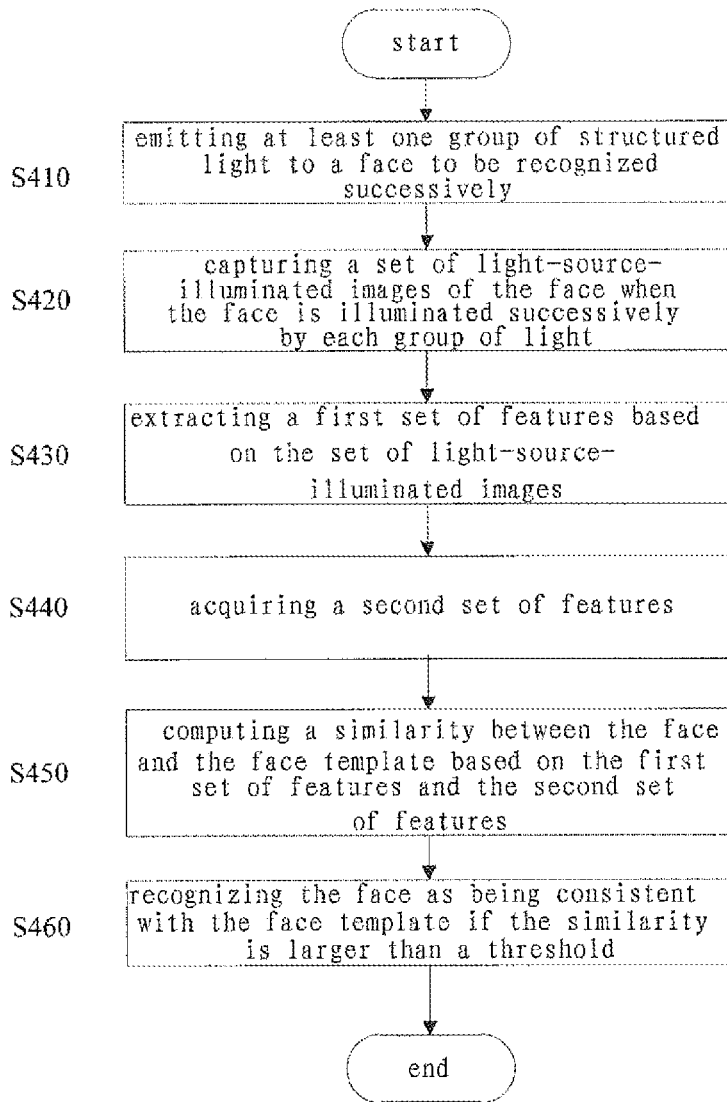 start
S410
emitting at least one group of structured
light to a face to be recognized
successively
S420
capturing a set of light-source-
illuminated images of the face when
the face is illuminated successively
by each group of light
S430
extracting a first set of features based
on the set of light-source-
illuminated images
S440
acquiring a second set of features
S450
computing a similarity between the face
and the face template based on the first
set of features and the second set
of features
S460
recognizing the face as being consistent
with the face template if the similarity
is larger than a threshold
end